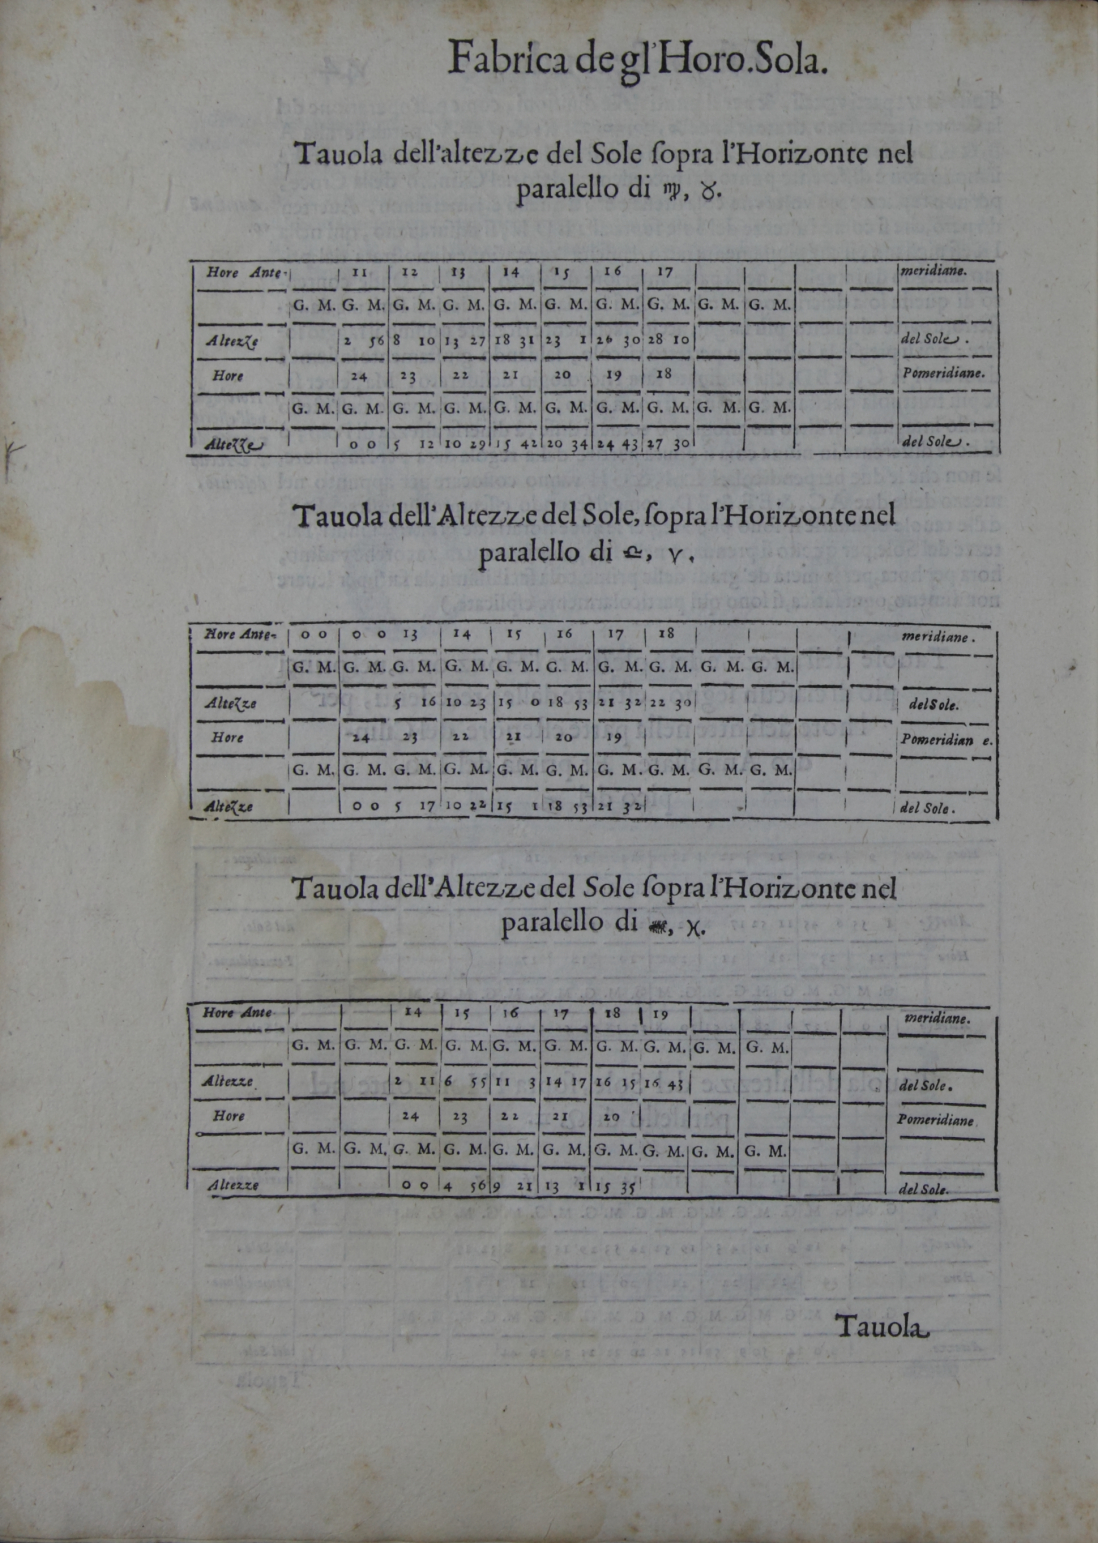 Fabrica de gl'Horo. Sola.
Tauola dell'altezze del Sole ſopra l'Horizonte nel
paralello di ♍, ♉.
Hore Ante 11 12 13 14 15 16 17 meridiane.
G. M. G. M. G. M. G. M. G. M. G. M. G. M. G. M. G. M. G. M.
Altezze 2 56 8 10 13 27 18 31 23 1 26 30 28 10 del Sole.
Hore 24 23 22 21 20 19 18 Pomeridiane.
G. M. G. M. G. M. G. M. G. M. G. M. G. M. G. M. G. M. G. M.
Altezze 0 0 5 12 10 29 15 42 20 34 24 43 27 30 del Sole.
Tauola dell'Altezze del Sole, ſopra l'Horizonte nel
paralello di ♎, ♈.
Hore Ante 0 0 0 0 13 14 15 16 17 18 meridiane.
G. M. G. M. G. M. G. M. G. M. G. M. G. M. G. M. G. M. G. M.
Altezze 5 16 10 23 15 0 18 53 21 32 22 30 del Sole.
Hore 24 23 22 21 20 19 Pomeridian e.
G. M. G. M. G. M. G. M. G. M. G. M. G. M. G. M. G. M. G. M.
Altezze 0 0 5 17 10 22 15 1 18 53 21 32 del Sole.
Tauola dell'Altezze del Sole ſopra l'Horizonte nel
paralello di , ♓.
Hore Ante 14 15 16 17 18 19 meridiane.
G. M. G. M. G. M. G. M. G. M. G. M. G. M. G. M. G. M. G. M.
Altezze 2 11 6 55 11 3 14 17 16 15 16 43 del Sole.
Hore 24 23 22 21 20 Pomeridiane
G. M. G. M. G. M. G. M. G. M. G. M. G. M. G. M. G. M. G. M.
Altezze 0 0 4 56 9 21 13 1 15 35 del Sole.
Tauola